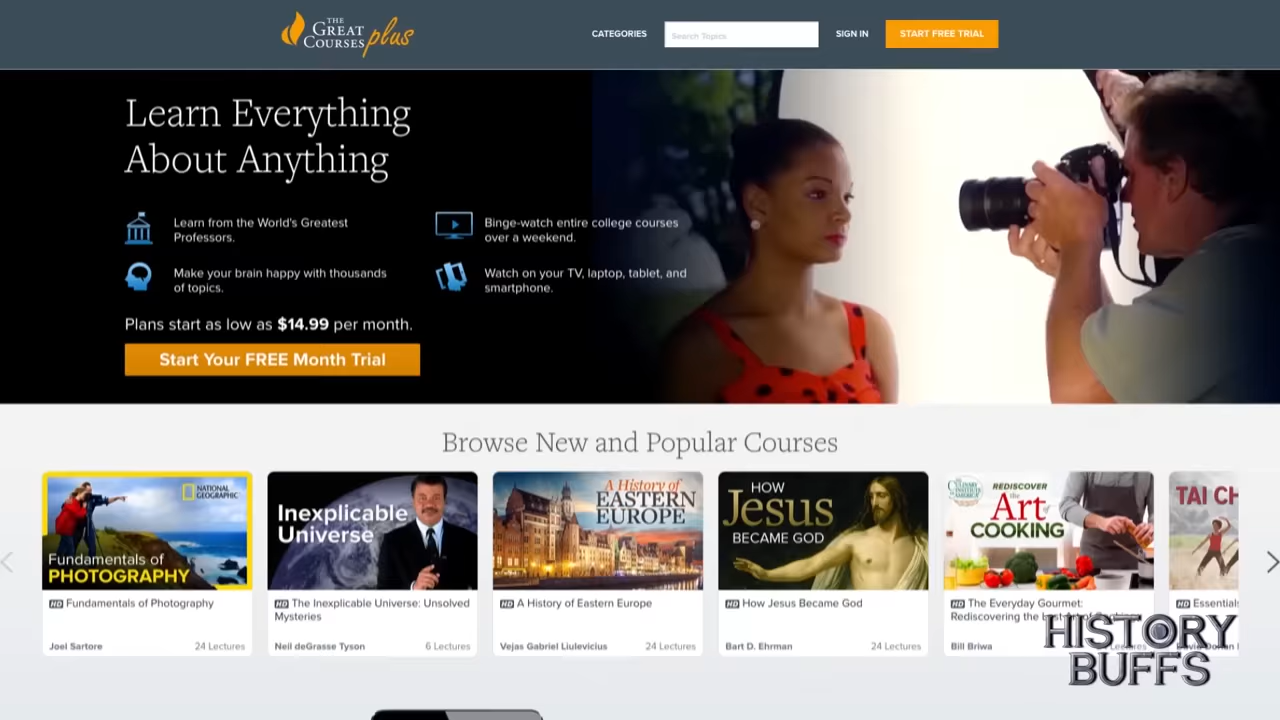 THE
GREAT
COURSES plus
CATEGORIES
Search Topics
SIGN IN
START FREE TRIAL
Learn Everything
About Anything
Learn from the World's Greatest
Professors.
Binge-watch entire college courses
over a weekend.
Make your brain happy with thousands
of topics.
Watch on your TV, laptop, tablet, and
smartphone.
Plans start as low as $14.99 per month.
Start Your FREE Month Trial
Browse New and Popular Courses
NATIONAL
GEOGRAPHIC
Fundamentals of
PHOTOGRAPHY
Inexplicable
Universe
A History of
EASTERN
EUROPE
HOW
Jesus
BECAME GOD
REDISCOVER
the
Art
COOKING
TAI CH
HD Fundamentals of Photography
HD The Inexplicable Universe: Unsolved
Mysteries
HD A History of Eastern Europe
HD How Jesus Became God
HD The Everyday Gourmet:
Rediscovering the Lost Art of
HD Essentials
Joel Sartore
24 Lectures
Neil deGrasse Tyson
6 Lectures
Vejas Gabriel Liulevicius
24 Lectures
Bart D. Ehrman
24 Lectures
Bill Briwa
HISTORY
BUFFS